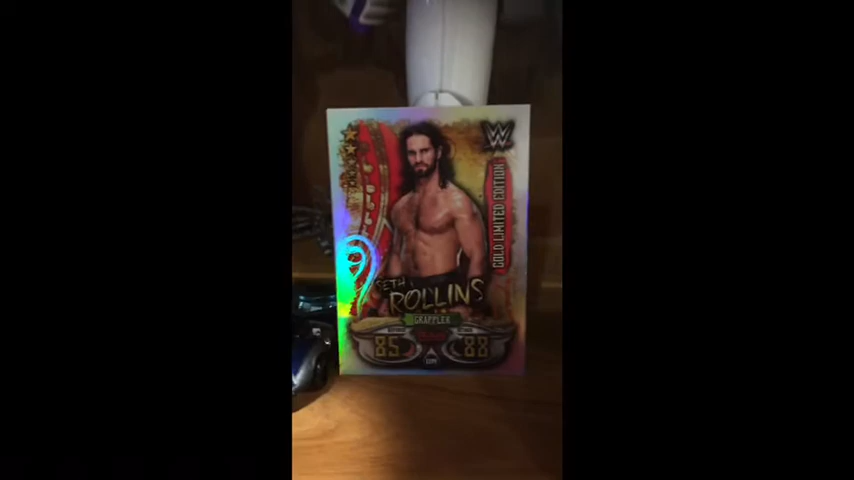 W
GOLD LIMITED EDITION
SETH
ROLLINS
GRAPPLER
85
88